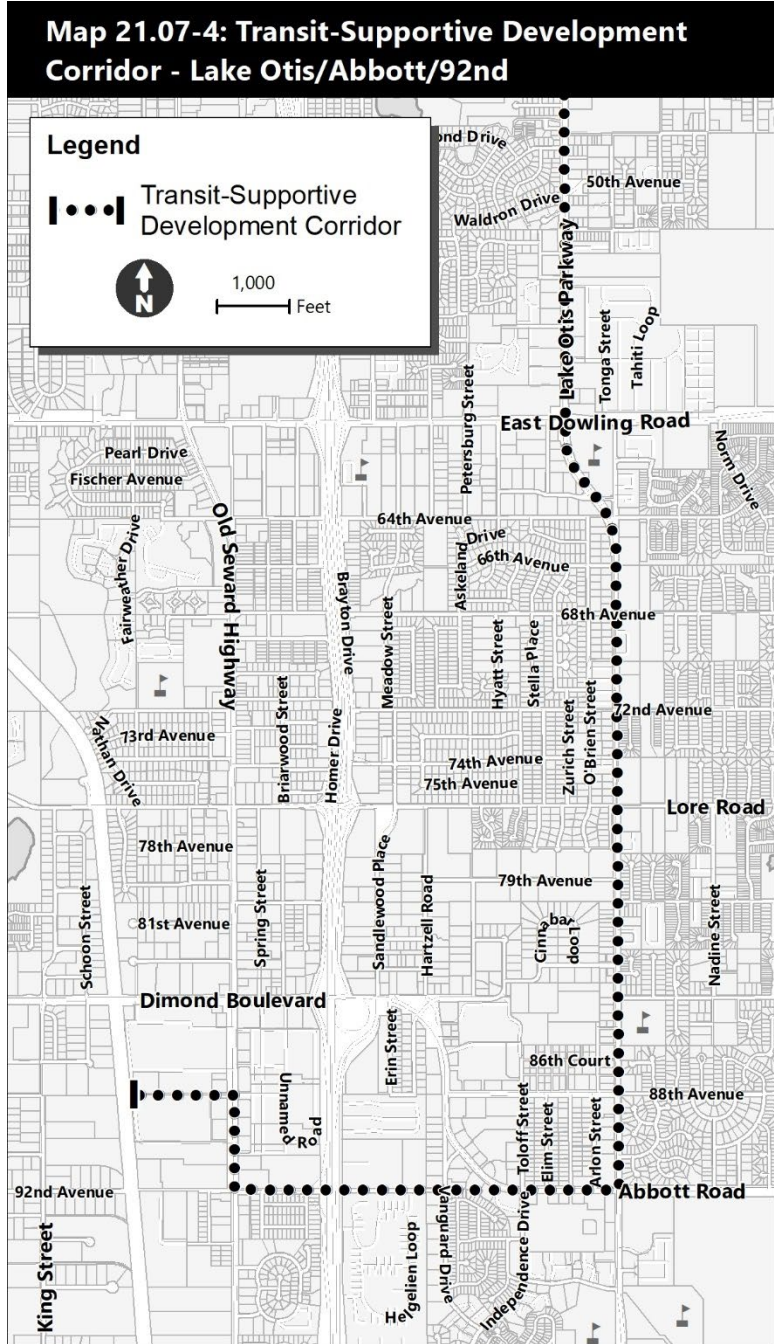 Map 21.07-4: Transit-Supportive Development
Corridor - Lake Otis/Abbott/92nd
Legend
Transit-Supportive
Development Corridor
N
1,000
Feet
ond Drive
50th Avenue
Waldron Drive
Lake Otis Parkway
Tonga Street
Tahiti Loop
Petersburg Street
East Dowling Road
Pearl Drive
Fischer Avenue
Norm Drive
Old Seward Highway
64th Avenue
Askeland Drive
66th Avenue
Fairweather Drive
Brayton Drive
68th Avenue
Meadow Street
Hyatt Street
Stella Place
72nd Avenue
Nathan Drive
73rd Avenue
Briarwood Street
Homer Drive
Zurich Street
O'Brien Street
74th Avenue
75th Avenue
Lore Road
78th Avenue
Sandlewood Place
79th Avenue
Schoon Street
81st Avenue
Spring Street
Hartzell Road
Cinnabar Loop
Nadine Street
Dimond Boulevard
Erin Street
86th Court
Unnamed Road
88th Avenue
Toloff Street
Elim Street
Arlon Street
92nd Avenue
Abbott Road
King Street
Helgelien Loop
Vanguard Drive
Independence Drive